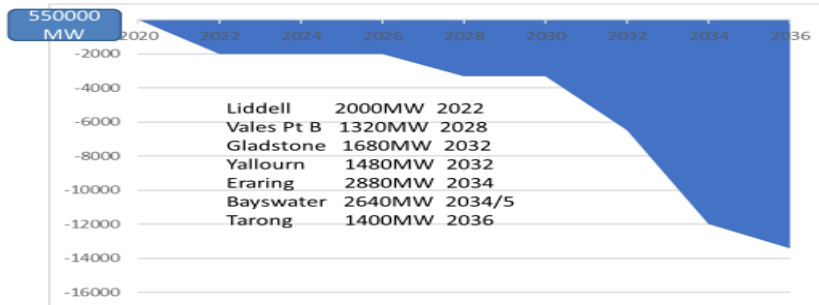 550000
MW
2020 2022 2024 2026 2028 2030 2032 2034 2036
-2000
-4000
Liddell 2000MW 2022
-6000
Vales Pt B 1320MW 2028
Gladstone 1680MW 2032
-8000
Yallourn 1480MW 2032
-10000
Eraring 2880MW 2034
Bayswater 2640MW 2034/5
-12000
Tarong 1400MW 2036
-14000
-16000